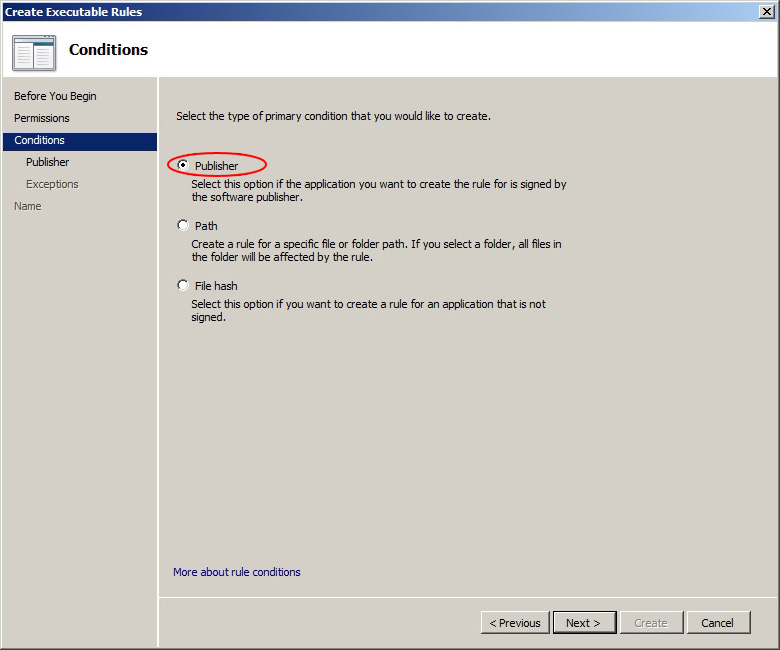 Create Executable Rules
Conditions
Before You Begin
Permissions
Conditions
Publisher
Exceptions
Name
Select the type of primary condition that you would like to create.
Publisher
Select this option if the application you want to create the rule for is signed by
the software publisher.
Path
Create a rule for a specific file or folder path. If you select a folder, all files in
the folder will be affected by the rule.
File hash
Select this option if you want to create a rule for an application that is not
signed.
More about rule conditions
< Previous
Next >
Create
Cancel